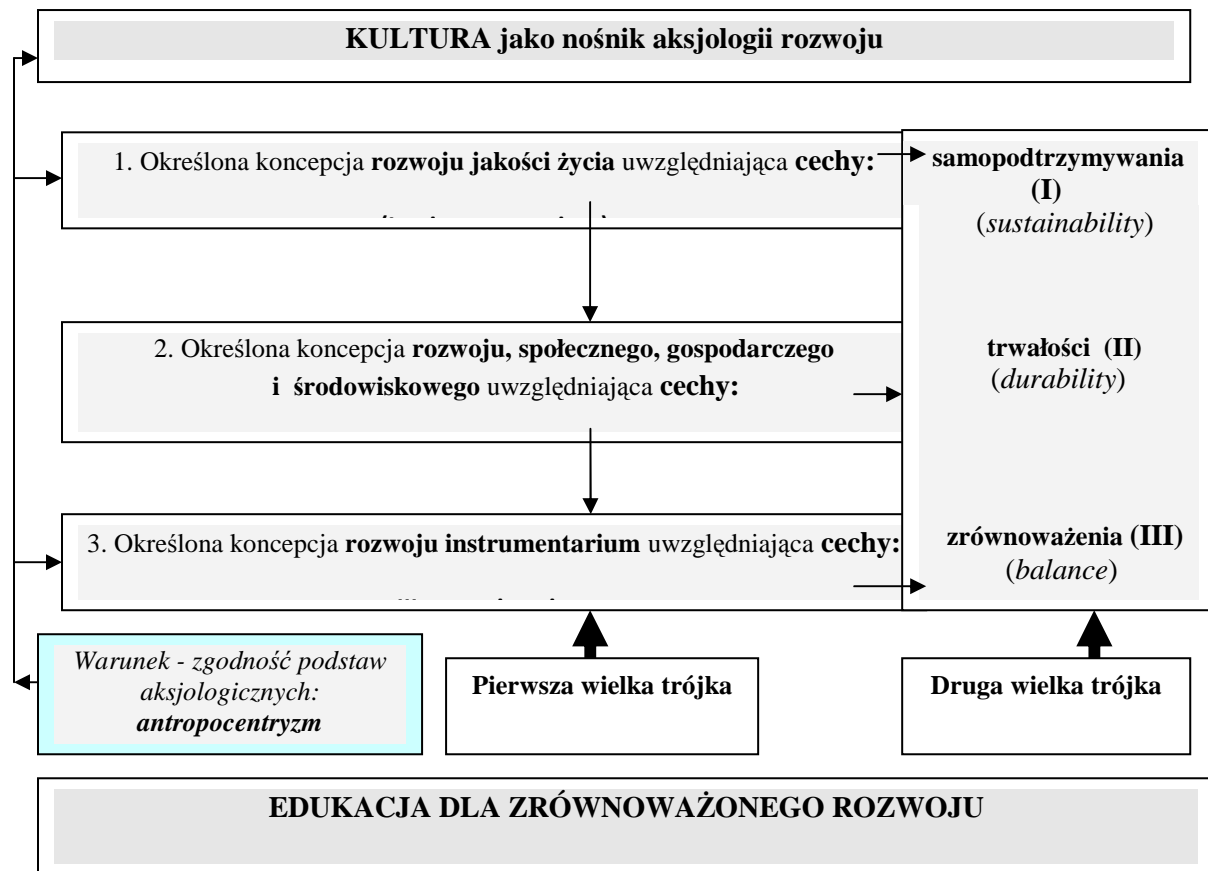 KULTURA jako nośnik aksjologii rozwoju
1. Określona koncepcja rozwoju jakości życia uwzględniająca cechy:
samopodtrzymywania
(I)
(sustainability)
2. Określona koncepcja rozwoju, społecznego, gospodarczego
i środowiskowego uwzględniająca cechy:
trwałości (II)
(durability)
3. Określona koncepcja rozwoju instrumentarium uwzględniająca cechy:
zrównoważenia (III)
(balance)
Warunek - zgodność podstaw
aksjologicznych:
antropocentryzm
Pierwsza wielka trójka
Druga wielka trójka
EDUKACJA DLA ZRÓWNOWAŻONEGO ROZWOJU